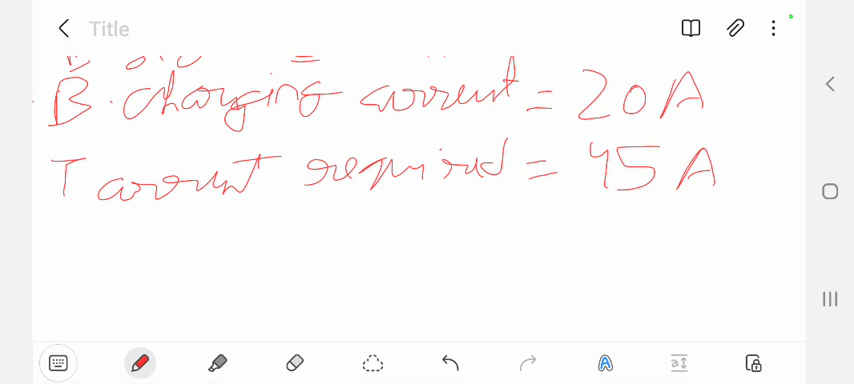 Title
B. charging current = 20A
T current required = 45A